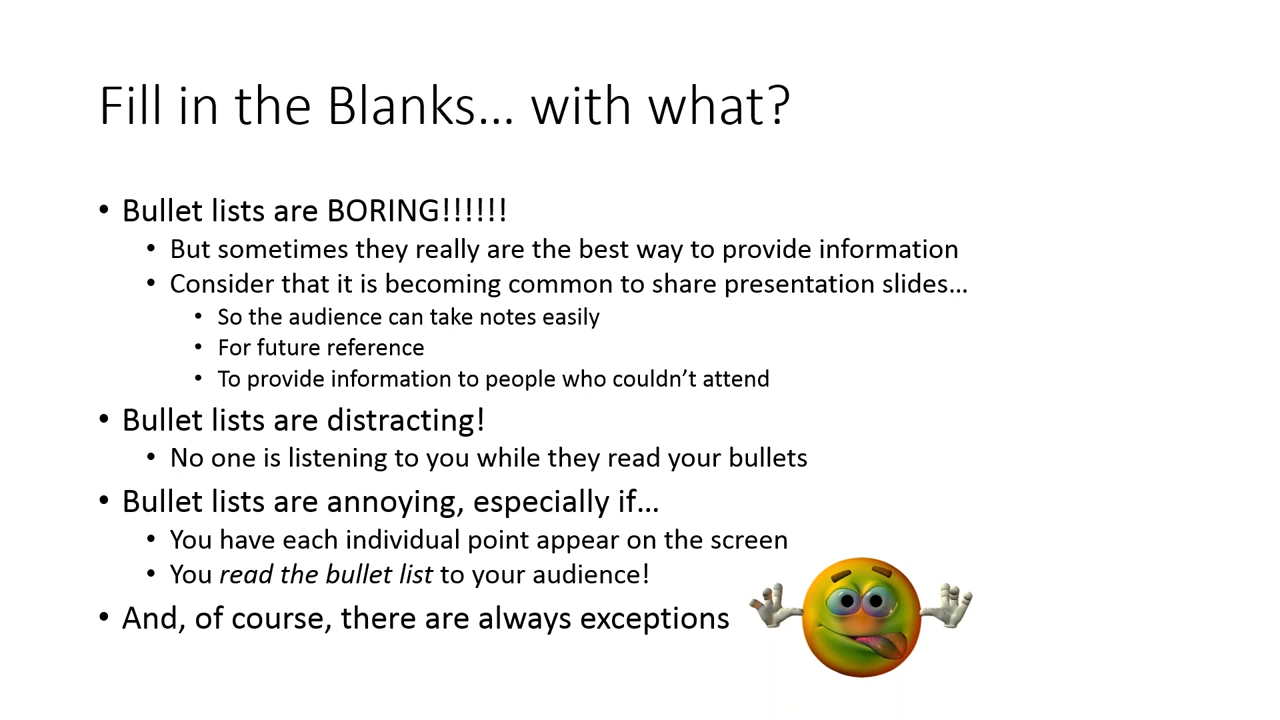 Fill in the Blanks… with what?
• Bullet lists are BORING!!!!!!
• But sometimes they really are the best way to provide information
• Consider that it is becoming common to share presentation slides…
• So the audience can take notes easily
• For future reference
• To provide information to people who couldn’t attend
• Bullet lists are distracting!
• No one is listening to you while they read your bullets
• Bullet lists are annoying, especially if…
• You have each individual point appear on the screen
• You read the bullet list to your audience!
• And, of course, there are always exceptions